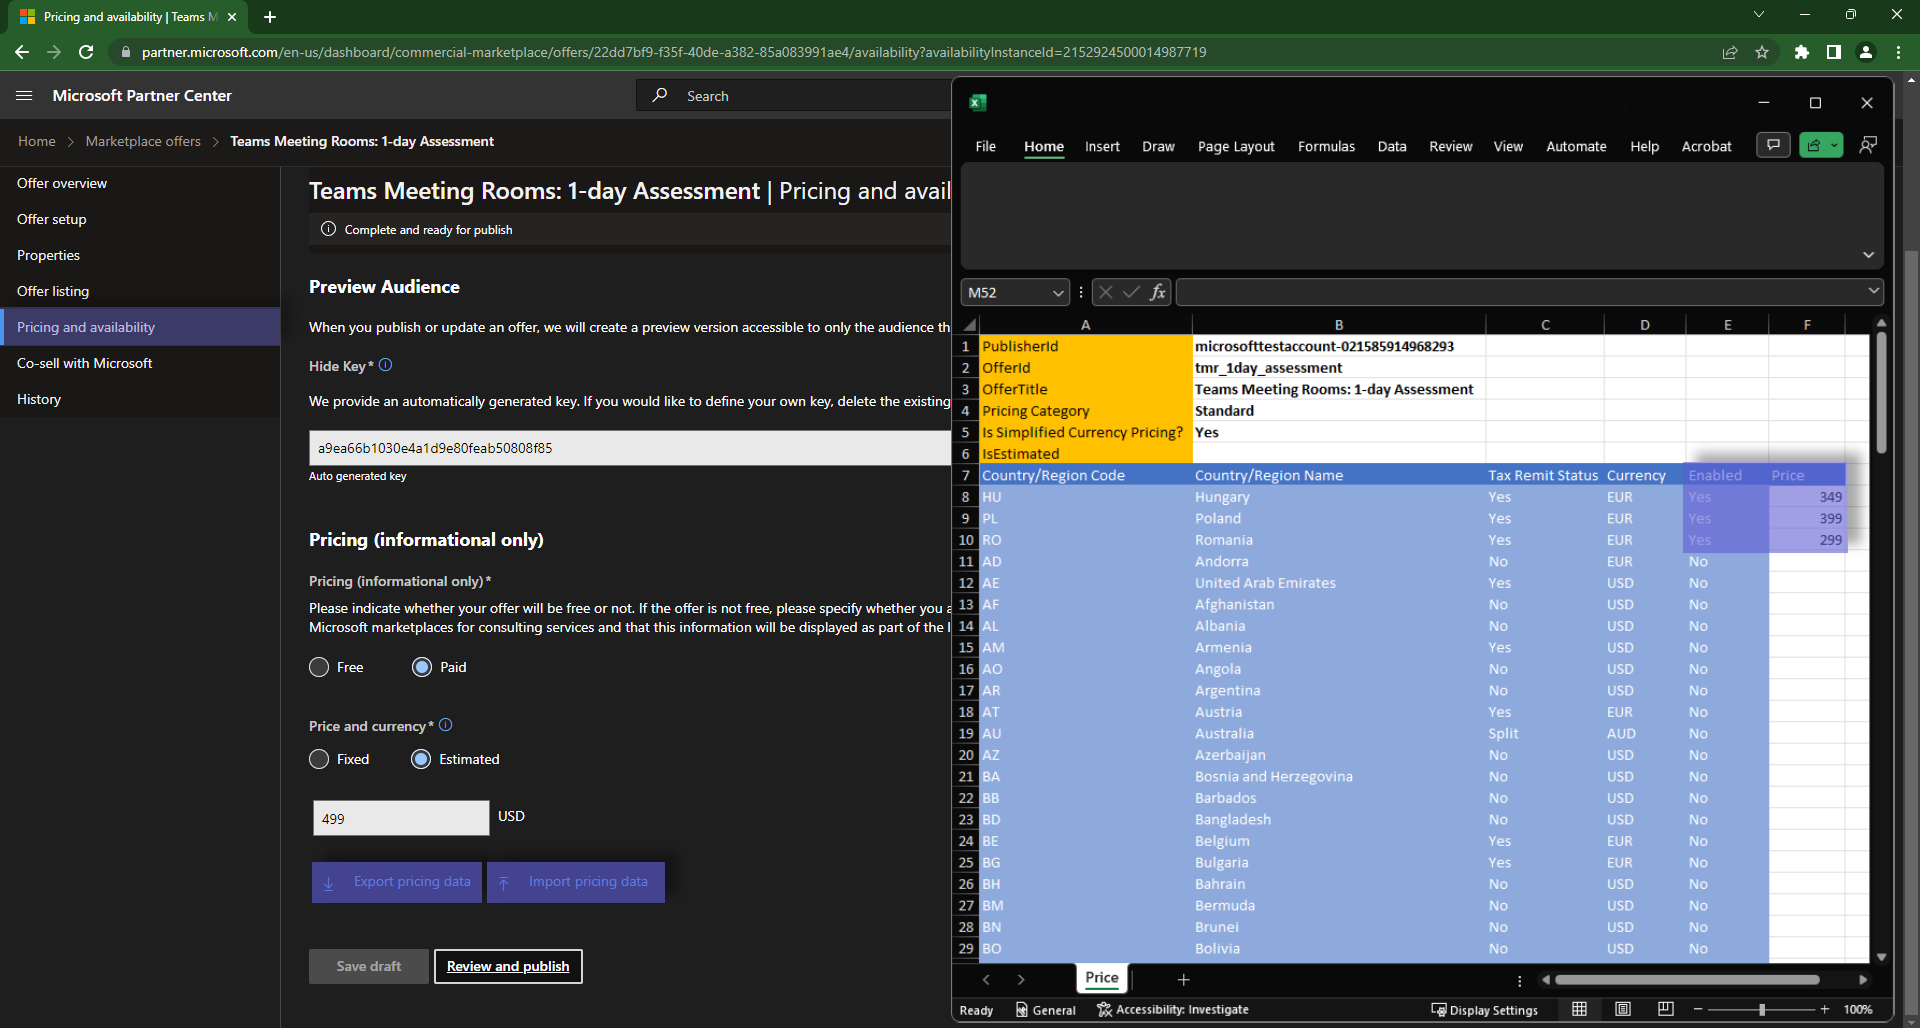 Pricing and availability | Teams M
partner.microsoft.com/en-us/dashboard/commercial-marketplace/offers/22dd7bf9-f35f-40de-a382-85a083991ae4/availability?availabilityInstanceId=2152924500014987719
Microsoft Partner Center
Search
Home > Marketplace offers > Teams Meeting Rooms: 1-day Assessment
Offer overview
Offer setup
Properties
Offer listing
Pricing and availability
Co-sell with Microsoft
History
Teams Meeting Rooms: 1-day Assessment | Pricing and avail
Complete and ready for publish
Preview Audience
When you publish or update an offer, we will create a preview version accessible to only the audience th
Hide Key*
We provide an automatically generated key. If you would like to define your own key, delete the existing
a9ea66b1030e4a1d9e80feab50808f85
Auto generated key
Pricing (informational only)
Pricing (informational only)*
Please indicate whether your offer will be free or not. If the offer is not free, please specify whether you a
Microsoft marketplaces for consulting services and that this information will be displayed as part of the l
Free Paid
Price and currency*
Fixed Estimated
499 USD
Export pricing data Import pricing data
Save draft Review and publish
File Home Insert Draw Page Layout Formulas Data Review View Automate Help Acrobat
M52 fx
A B C D E F
1 PublisherId microsofttestaccount-021585914968293
2 OfferId tmr_1day_assessment
3 OfferTitle Teams Meeting Rooms: 1-day Assessment
4 Pricing Category Standard
5 Is Simplified Currency Pricing? Yes
6 IsEstimated
7 Country/Region Code Country/Region Name Tax Remit Status Currency Enabled Price
8 HU Hungary Yes EUR Yes 349
9 PL Poland Yes EUR Yes 399
10 RO Romania Yes EUR Yes 299
11 AD Andorra No EUR No
12 AE United Arab Emirates Yes USD No
13 AF Afghanistan No USD No
14 AL Albania No USD No
15 AM Armenia Yes USD No
16 AO Angola No USD No
17 AR Argentina No USD No
18 AT Austria Yes EUR No
19 AU Australia Split AUD No
20 AZ Azerbaijan No USD No
21 BA Bosnia and Herzegovina No USD No
22 BB Barbados No USD No
23 BD Bangladesh No USD No
24 BE Belgium Yes EUR No
25 BG Bulgaria Yes EUR No
26 BH Bahrain No USD No
27 BM Bermuda No USD No
28 BN Brunei No USD No
29 BO Bolivia No USD No
Price
Ready General Accessibility: Investigate Display Settings 100%